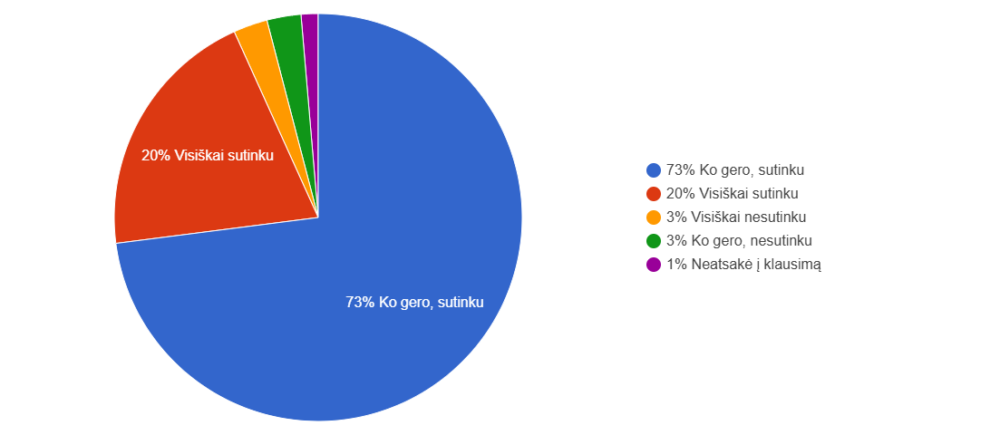 20% Visiškai sutinku
73% Ko gero, sutinku
73% Ko gero, sutinku
20% Visiškai sutinku
3% Visiškai nesutinku
3% Ko gero, nesutinku
1% Neatsakė į klausimą